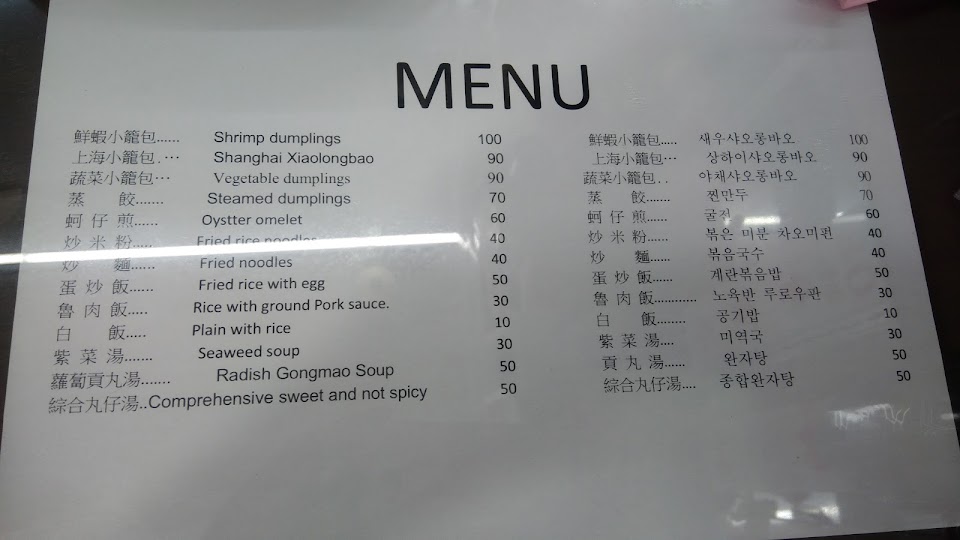 MENU
鮮蝦小籠包...... Shrimp dumplings 100
上海小籠包.… Shanghai Xiaolongbao 90
蔬菜小籠包… Vegetable dumplings 90
蒸 餃....... Steamed dumplings 70
蚵 仔 煎...... Oystter omelet 60
炒 米 粉..... Fried rice noodles 40
炒 麵...... Fried noodles 40
蛋 炒 飯...... Fried rice with egg 50
魯 肉 飯..... Rice with ground Pork sauce. 30
白 飯..... Plain with rice 10
紫 菜 湯....... Seaweed soup 30
蘿蔔貢丸湯....... Radish Gongmao Soup 50
綜合丸仔湯..Comprehensive sweet and not spicy 50
鮮蝦小籠包..... 새우샤오롱바오 100
上海小籠包… 상하이샤오롱바오 90
蔬菜小籠包.. 야채샤오롱바오 90
蒸 餃....... 찐만두 70
蚵 仔 煎...... 굴전 60
炒 米 粉..... 볶은 미분 차오미펀 40
炒 麵...... 볶음국수 40
蛋 炒 飯...... 계란볶음밥 50
魯 肉 飯............ 노육반 루로우판 30
白 飯........ 공기밥 10
紫 菜 湯.... 미역국 30
貢 丸 湯...... 완자탕 50
綜合丸仔湯.... 종합완자탕 50